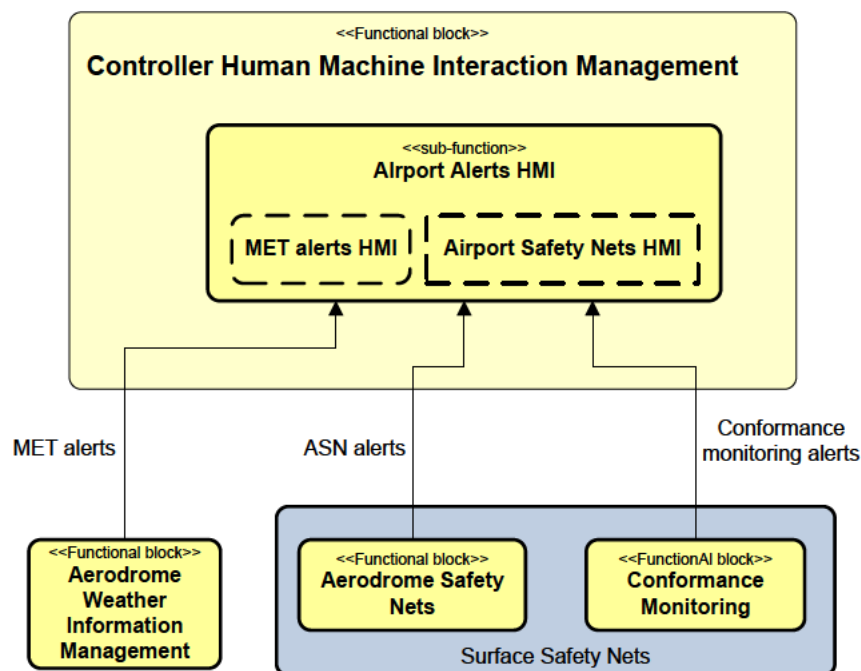 <<Functional block>>
Controller Human Machine Interaction Management
<<sub-function>>
AIrport Alerts HMI
MET alerts HMI
Airport Safety Nets HMI
MET alerts
ASN alerts
Conformance
monitoring alerts
<<Functional block>>
Aerodrome
Weather
Information
Management
<<Functional block>>
Aerodrome Safety
Nets
<<FunctionAl block>>
Conformance
Monitoring
Surface Safety Nets